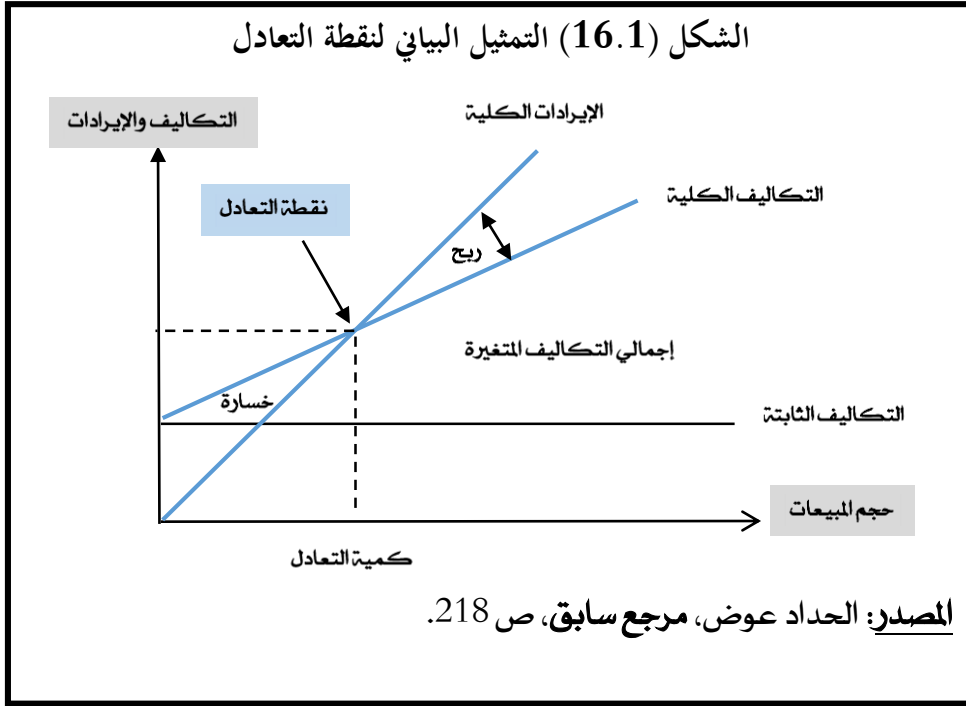 الشكل (16.1) التمثيل البياني لنقطة التعادل
الإيرادات الكلية
التكاليف والإيرادات
التكاليف الكلية
نقطة التعادل
ربح
إجمالي التكاليف المتغيرة
خسارة
التكاليف الثابتة
حجم المبيعات
كمية التعادل
المصدر: الحداد عوض، مرجع سابق، ص 218.